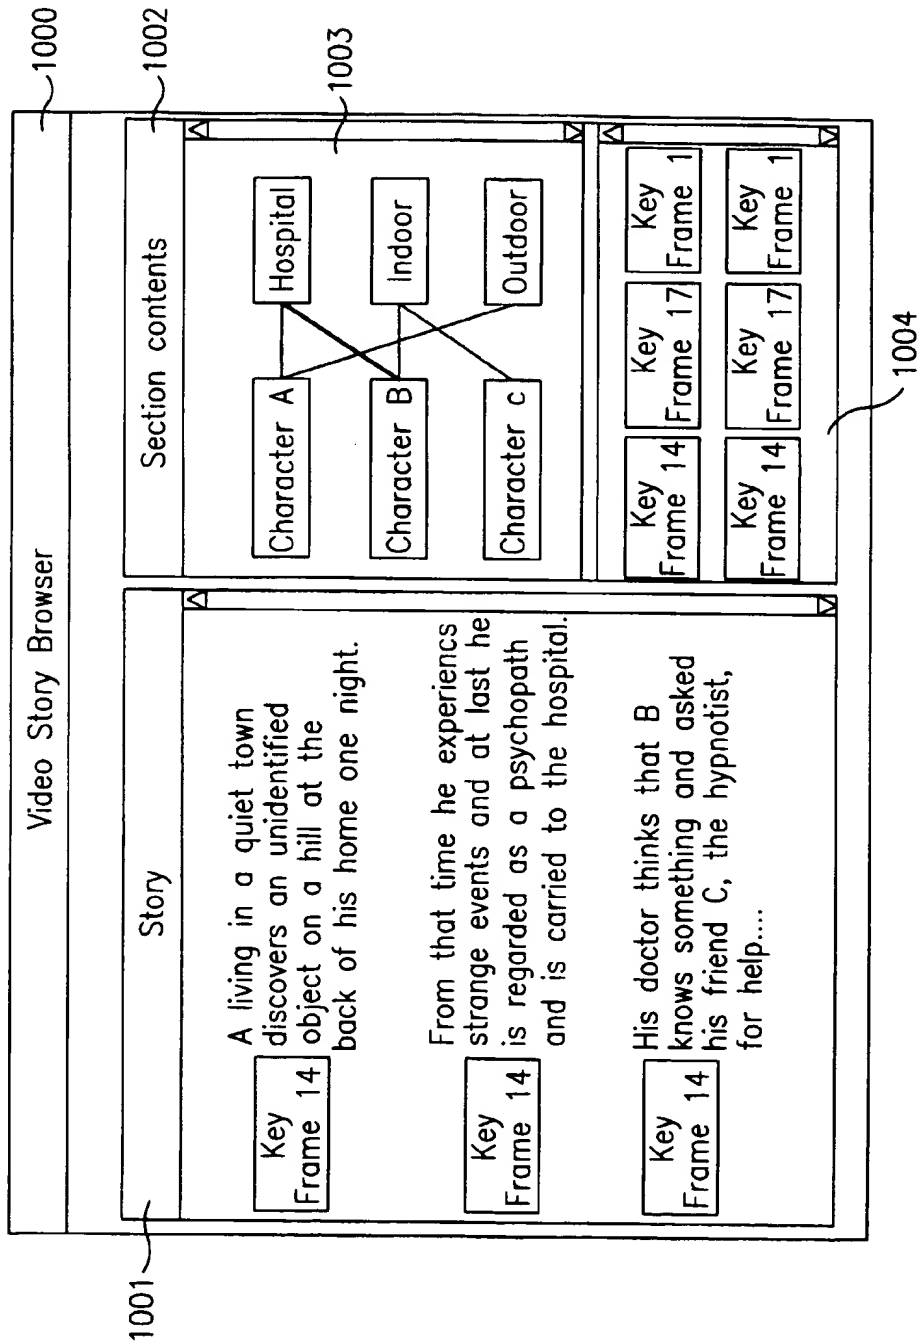 1000
Video Story Browser
1001
Story
Key
Frame 14
A living in a quiet town
discovers an unidentified
object on a hill at the
back of his home one night.
Key
Frame 14
From that time he experiencs
strange events and at last he
is regarded as a psychopath
and is carried to the hospital.
Key
Frame 14
His doctor thinks that B
knows something and asked
his friend C, the hypnotist,
for help....
1002
Section contents
1003
Character A
Hospital
Character B
Indoor
Character c
Outdoor
Key
Frame 14
Key
Frame 17
Key
Frame 1
Key
Frame 14
Key
Frame 17
Key
Frame 1
1004